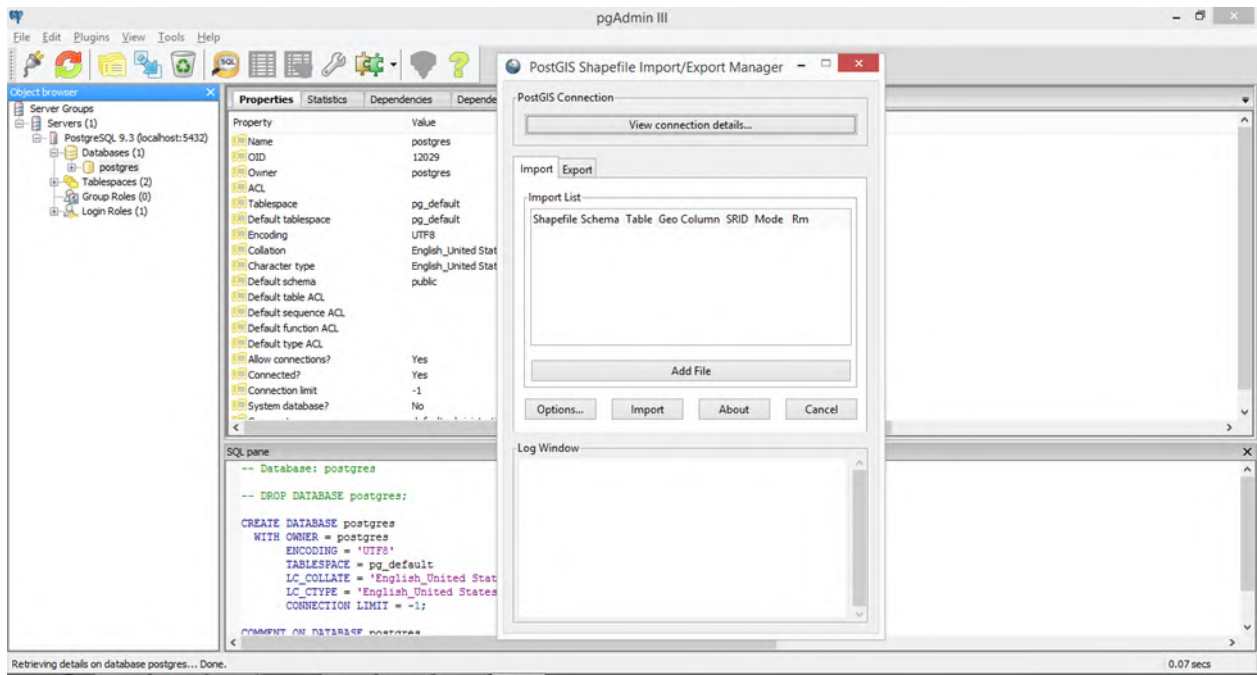 pgAdmin III
File Edit Plugins View Tools Help
SQL
Object browser
Server Groups
Servers (1)
PostgreSQL 9.3 (localhost:5432)
Databases (1)
postgres
Tablespaces (2)
Group Roles (0)
Login Roles (1)
Properties Statistics Dependencies Depende
Property Value
Name postgres
OID 12029
Owner postgres
ACL
Tablespace pg_default
Default tablespace pg_default
Encoding UTF8
Collation English_United Stat
Character type English_United Stat
Default schema public
Default table ACL
Default sequence ACL
Default function ACL
Default type ACL
Allow connections? Yes
Connected? Yes
Connection limit -1
System database? No
SQL pane
-- Database: postgres
-- DROP DATABASE postgres;
CREATE DATABASE postgres
WITH OWNER = postgres
ENCODING = 'UTF8'
TABLESPACE = pg_default
LC_COLLATE = 'English_United Stat
LC_CTYPE = 'English_United States
CONNECTION LIMIT = -1;
COMMENT ON DATABASE postgres
PostGIS Shapefile Import/Export Manager
PostGIS Connection
View connection details...
Import Export
Import List
Shapefile Schema Table Geo Column SRID Mode Rm
Add File
Options... Import About Cancel
Log Window
Retrieving details on database postgres... Done.
0.07 secs